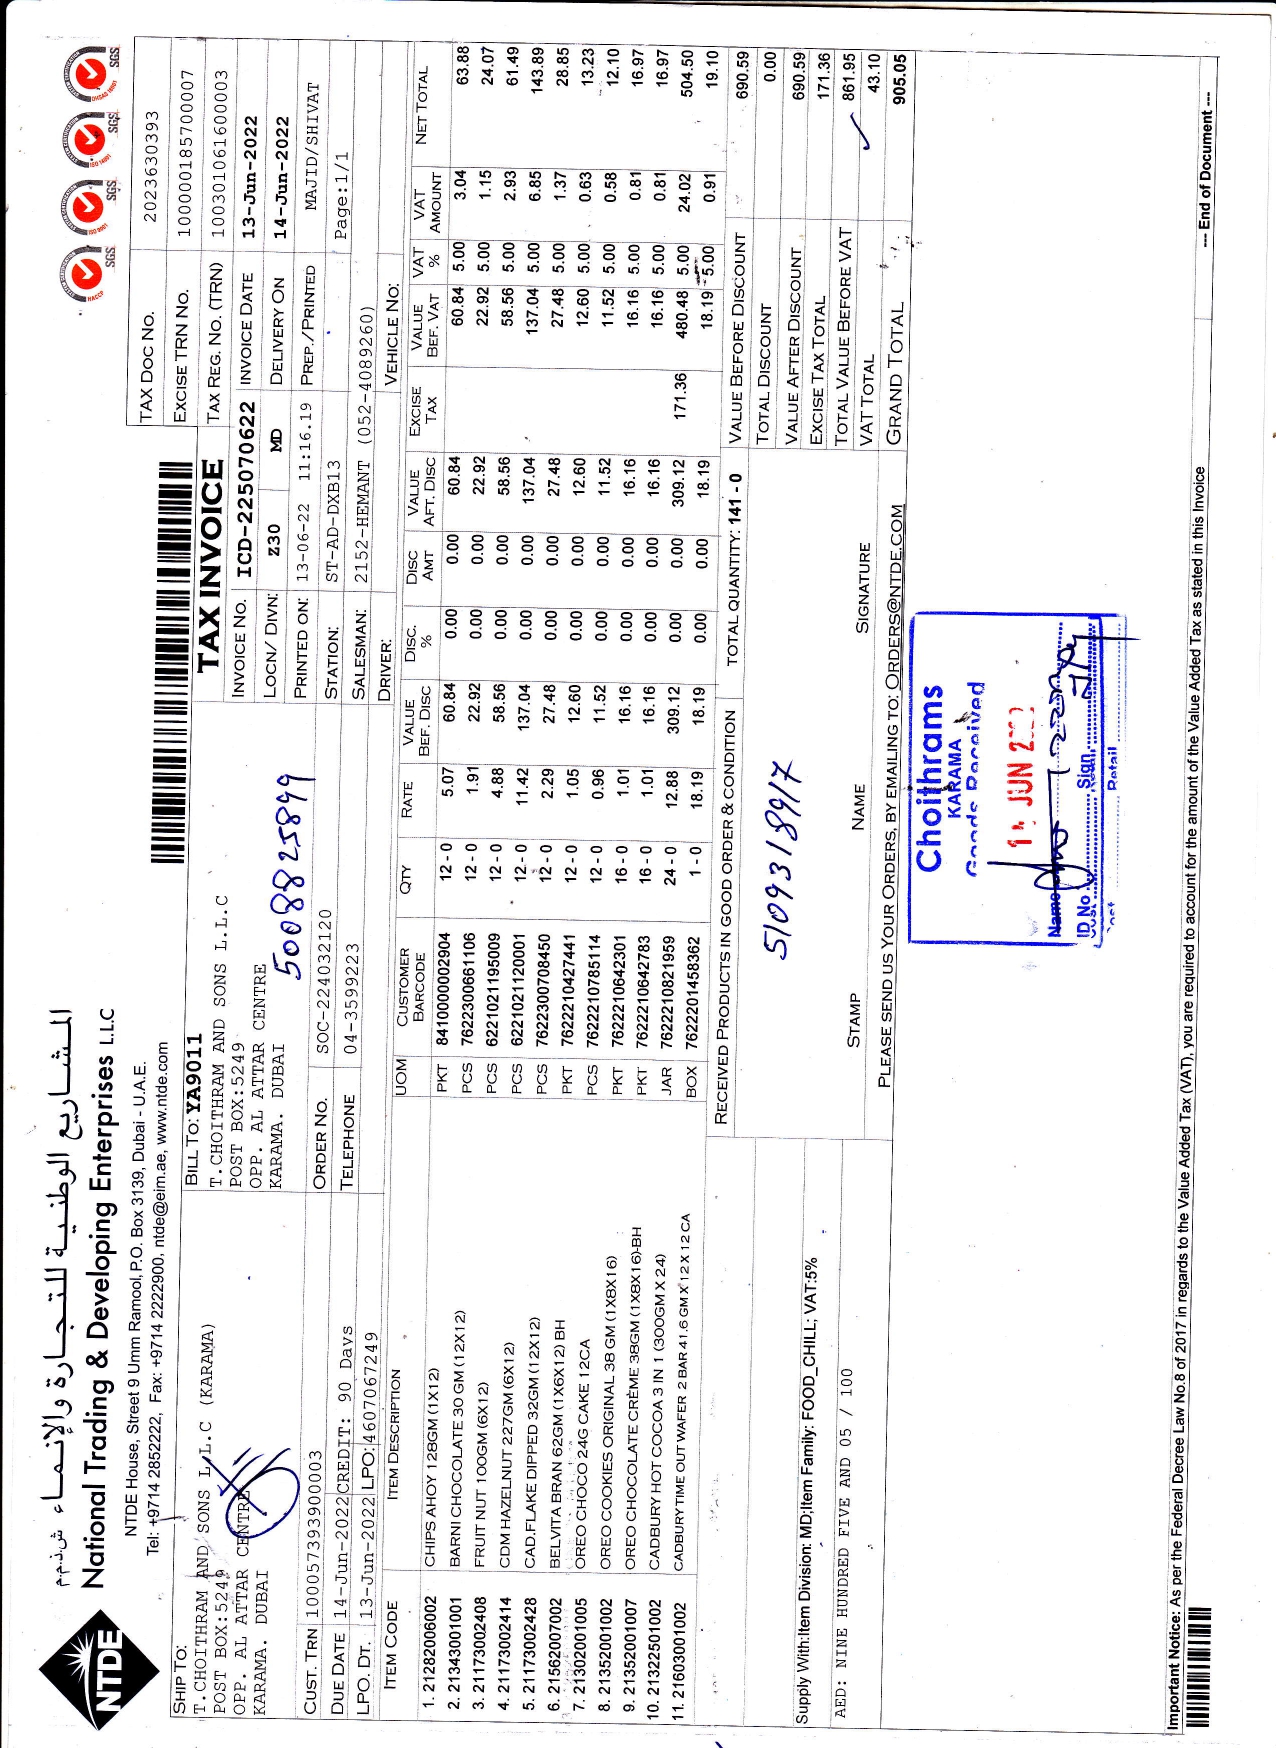 المشاريع الوطنية للتجارة والإنماء ش.ذ.م.م
National Trading & Developing Enterprises L.L.C
NTDE House, Street 9 Umm Ramool, P.O. Box 3139, Dubai - U.A.E.
Tel: +9714 2852222, Fax: +9714 2222900, ntde@eim.ae, www.ntde.com
NTDE
HACCP SGS
ISO 9001 SGS
ISO 14001 SGS
OHSAS 18001 SGS
TAX DOC NO. 2023630393
EXCISE TRN NO. 100000185700007
TAX INVOICE TAX REG. NO. (TRN) 100301061600003
SHIP TO:
T.CHOITHRAM AND SONS L.L.C (KARAMA)
POST BOX:5249
OPP. AL ATTAR CENTRE
KARAMA. DUBAI
BILL TO: YA9011
T.CHOITHRAM AND SONS L.L.C
POST BOX:5249
OPP. AL ATTAR CENTRE
KARAMA. DUBAI
5008825899
INVOICE NO. ICD-225070622 INVOICE DATE 13-Jun-2022
LOCN/ DIVN: Z30 MD DELIVERY ON 14-Jun-2022
PRINTED ON: 13-06-22 11:16.19 PREP./PRINTED MAJID/SHIVAT
STATION: ST-AD-DXB13 Page:1/1
SALESMAN: 2152-HEMANT (052-4089260)
DRIVER: VEHICLE NO:
CUST. TRN 100057393900003 ORDER NO. SOC-224032120
DUE DATE 14-Jun-2022 CREDIT: 90 Days TELEPHONE 04-3599223
LPO. DT. 13-Jun-2022 LPO: 4607067249
ITEM CODE ITEM DESCRIPTION UOM CUSTOMER BARCODE QTY RATE VALUE BEF. DISC DISC. % DISC AMT VALUE AFT. DISC EXCISE TAX VALUE BEF. VAT VAT % VAT AMOUNT NET TOTAL
1. 21282006002 CHIPS AHOY 128GM (1X12) PKT 8410000002904 12 - 0 5.07 60.84 0.00 0.00 60.84 60.84 5.00 3.04 63.88
2. 21343001001 BARNI CHOCOLATE 30 GM (12X12) PCS 7622300661106 12 - 0 1.91 22.92 0.00 0.00 22.92 22.92 5.00 1.15 24.07
3. 21173002408 FRUIT NUT 100GM (6X12) PCS 6221021195009 12 - 0 4.88 58.56 0.00 0.00 58.56 58.56 5.00 2.93 61.49
4. 21173002414 CDM HAZELNUT 227GM (6X12) PCS 6221021120001 12 - 0 11.42 137.04 0.00 0.00 137.04 137.04 5.00 6.85 143.89
5. 21173002428 CAD.FLAKE DIPPED 32GM (12X12) PCS 7622300708450 12 - 0 2.29 27.48 0.00 0.00 27.48 27.48 5.00 1.37 28.85
6. 21562007002 BELVITA BRAN 62GM (1X6X12) BH PKT 7622210427441 12 - 0 1.05 12.60 0.00 0.00 12.60 12.60 5.00 0.63 13.23
7. 21302001005 OREO CHOCO 24G CAKE 12CA PCS 7622210785114 12 - 0 0.96 11.52 0.00 0.00 11.52 11.52 5.00 0.58 12.10
8. 21352001002 OREO COOKIES ORIGINAL 38 GM (1X8X16) PKT 7622210642301 16 - 0 1.01 16.16 0.00 0.00 16.16 16.16 5.00 0.81 16.97
9. 21352001007 OREO CHOCOLATE CRÈME 38GM (1X8X16)-BH PKT 7622210642783 16 - 0 1.01 16.16 0.00 0.00 16.16 16.16 5.00 0.81 16.97
10. 21322501002 CADBURY HOT COCOA 3 IN 1 (300GM X 24) JAR 7622210821959 24 - 0 12.88 309.12 0.00 0.00 309.12 171.36 480.48 5.00 24.02 504.50
11. 21603001002 CADBURY TIME OUT WAFER 2 BAR 41.6 GM X 12 X 12 CA BOX 7622201458362 1 - 0 18.19 18.19 0.00 0.00 18.19 18.19 5.00 0.91 19.10
RECEIVED PRODUCTS IN GOOD ORDER & CONDITION TOTAL QUANTITY: 141 - 0 VALUE BEFORE DISCOUNT 690.59
TOTAL DISCOUNT 0.00
5109318917
VALUE AFTER DISCOUNT 690.59
EXCISE TAX TOTAL 171.36
Supply With:Item Division: MD;Item Family: FOOD_CHILL; VAT:5%
TOTAL VALUE BEFORE VAT 861.95
AED: NINE HUNDRED FIVE AND 05 / 100
STAMP NAME SIGNATURE
VAT TOTAL 43.10
PLEASE SEND US YOUR ORDERS, BY EMAILING TO: ORDERS@NTDE.COM GRAND TOTAL 905.05
Choithrams
KARAMA
Goods Received
JUN
Name
ID No Sign
Cost Retail
Important Notice: As per the Federal Decree Law No.8 of 2017 in regards to the Value Added Tax (VAT), you are required to account for the amount of the Value Added Tax as stated in this Invoice
--- End of Document ---